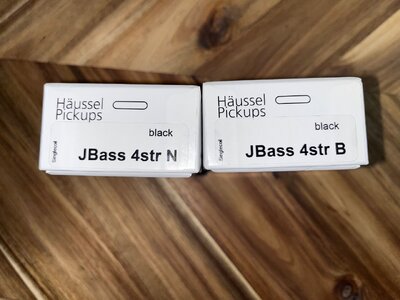 Häussel
Pickups
black
Singlecoil
JBass 4str N
Häussel
Pickups
black
Singlecoil
JBass 4str B